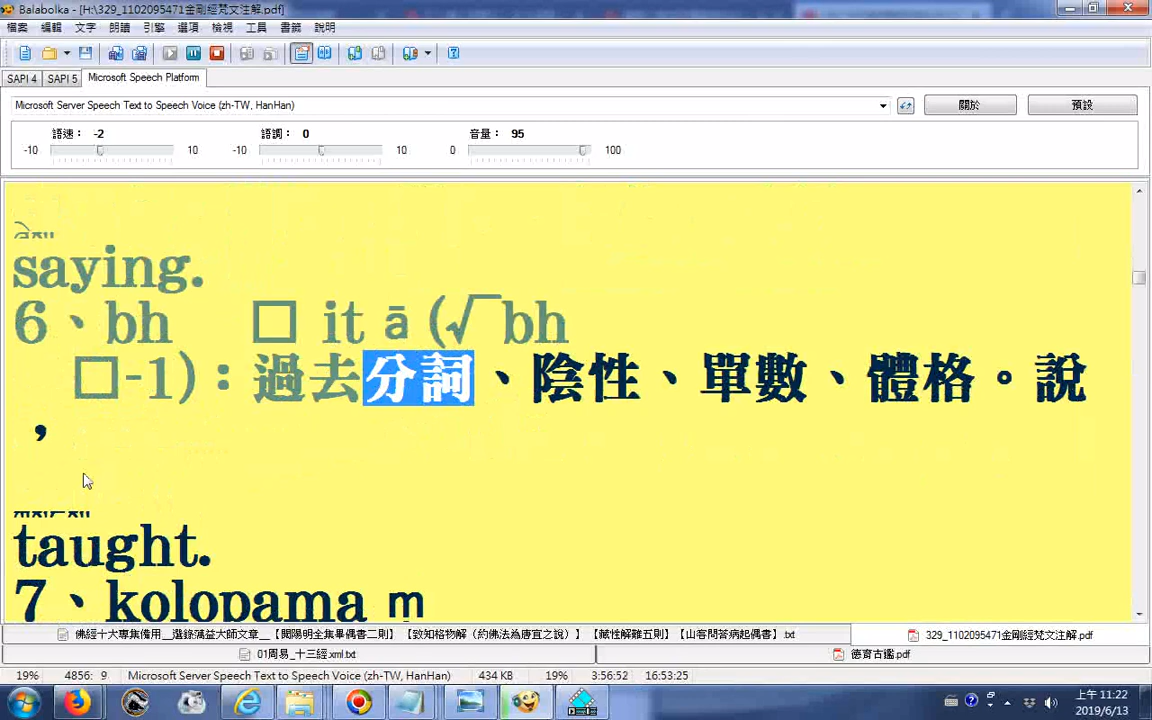 Balabolka - [H:\329_1102095471金剛經梵文注解.pdf]
檔案 編輯 文字 朗讀 引擎 選項 檢視 工具 書籤 說明
SAPI 4 SAPI 5 Microsoft Speech Platform
Microsoft Server Speech Text to Speech Voice (zh-TW, HanHan) 關於 預設
語速： -2 語調： 0 音量： 95
-10 10 -10 10 0 100
saying.
6、bh □ it ā (√bh
□-1)：過去分詞、陰性、單數、體格。說
，
taught.
7、kolopama m
佛經十大專集備用__選錄蕅益大師文章__【閱陽明全集畢偶書二則】【致知格物解（約佛法為唐宜之說）】【藏性解難五則】【山客問答病起偶書】.txt 329_1102095471金剛經梵文注解.pdf
01周易_十三經.xml.txt 德育古鑑.pdf
19% 4856: 9 Microsoft Server Speech Text to Speech Voice (zh-TW, HanHan) 434 KB 19% 3:56:52 16:53:25
上午 11:22
2019/6/13